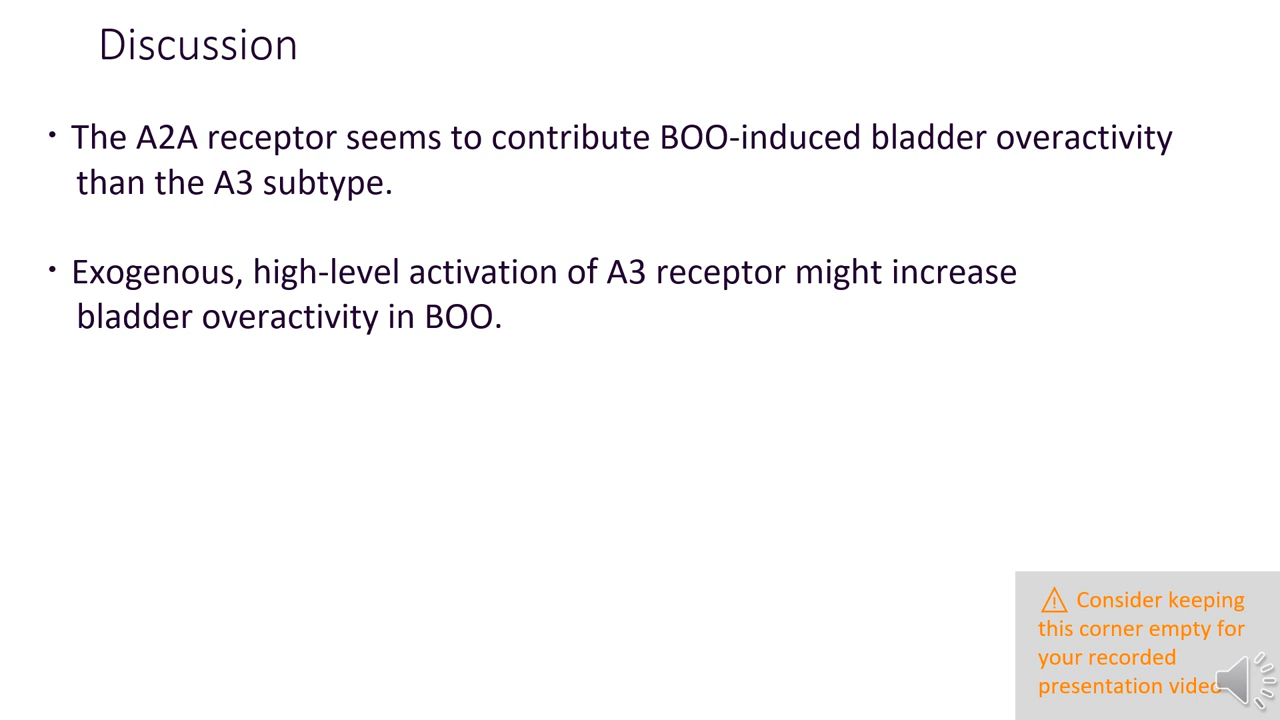 Discussion
・The A2A receptor seems to contribute BOO-induced bladder overactivity
than the A3 subtype.
・Exogenous, high-level activation of A3 receptor might increase
bladder overactivity in BOO.
⚠ Consider keeping
this corner empty for
your recorded
presentation video